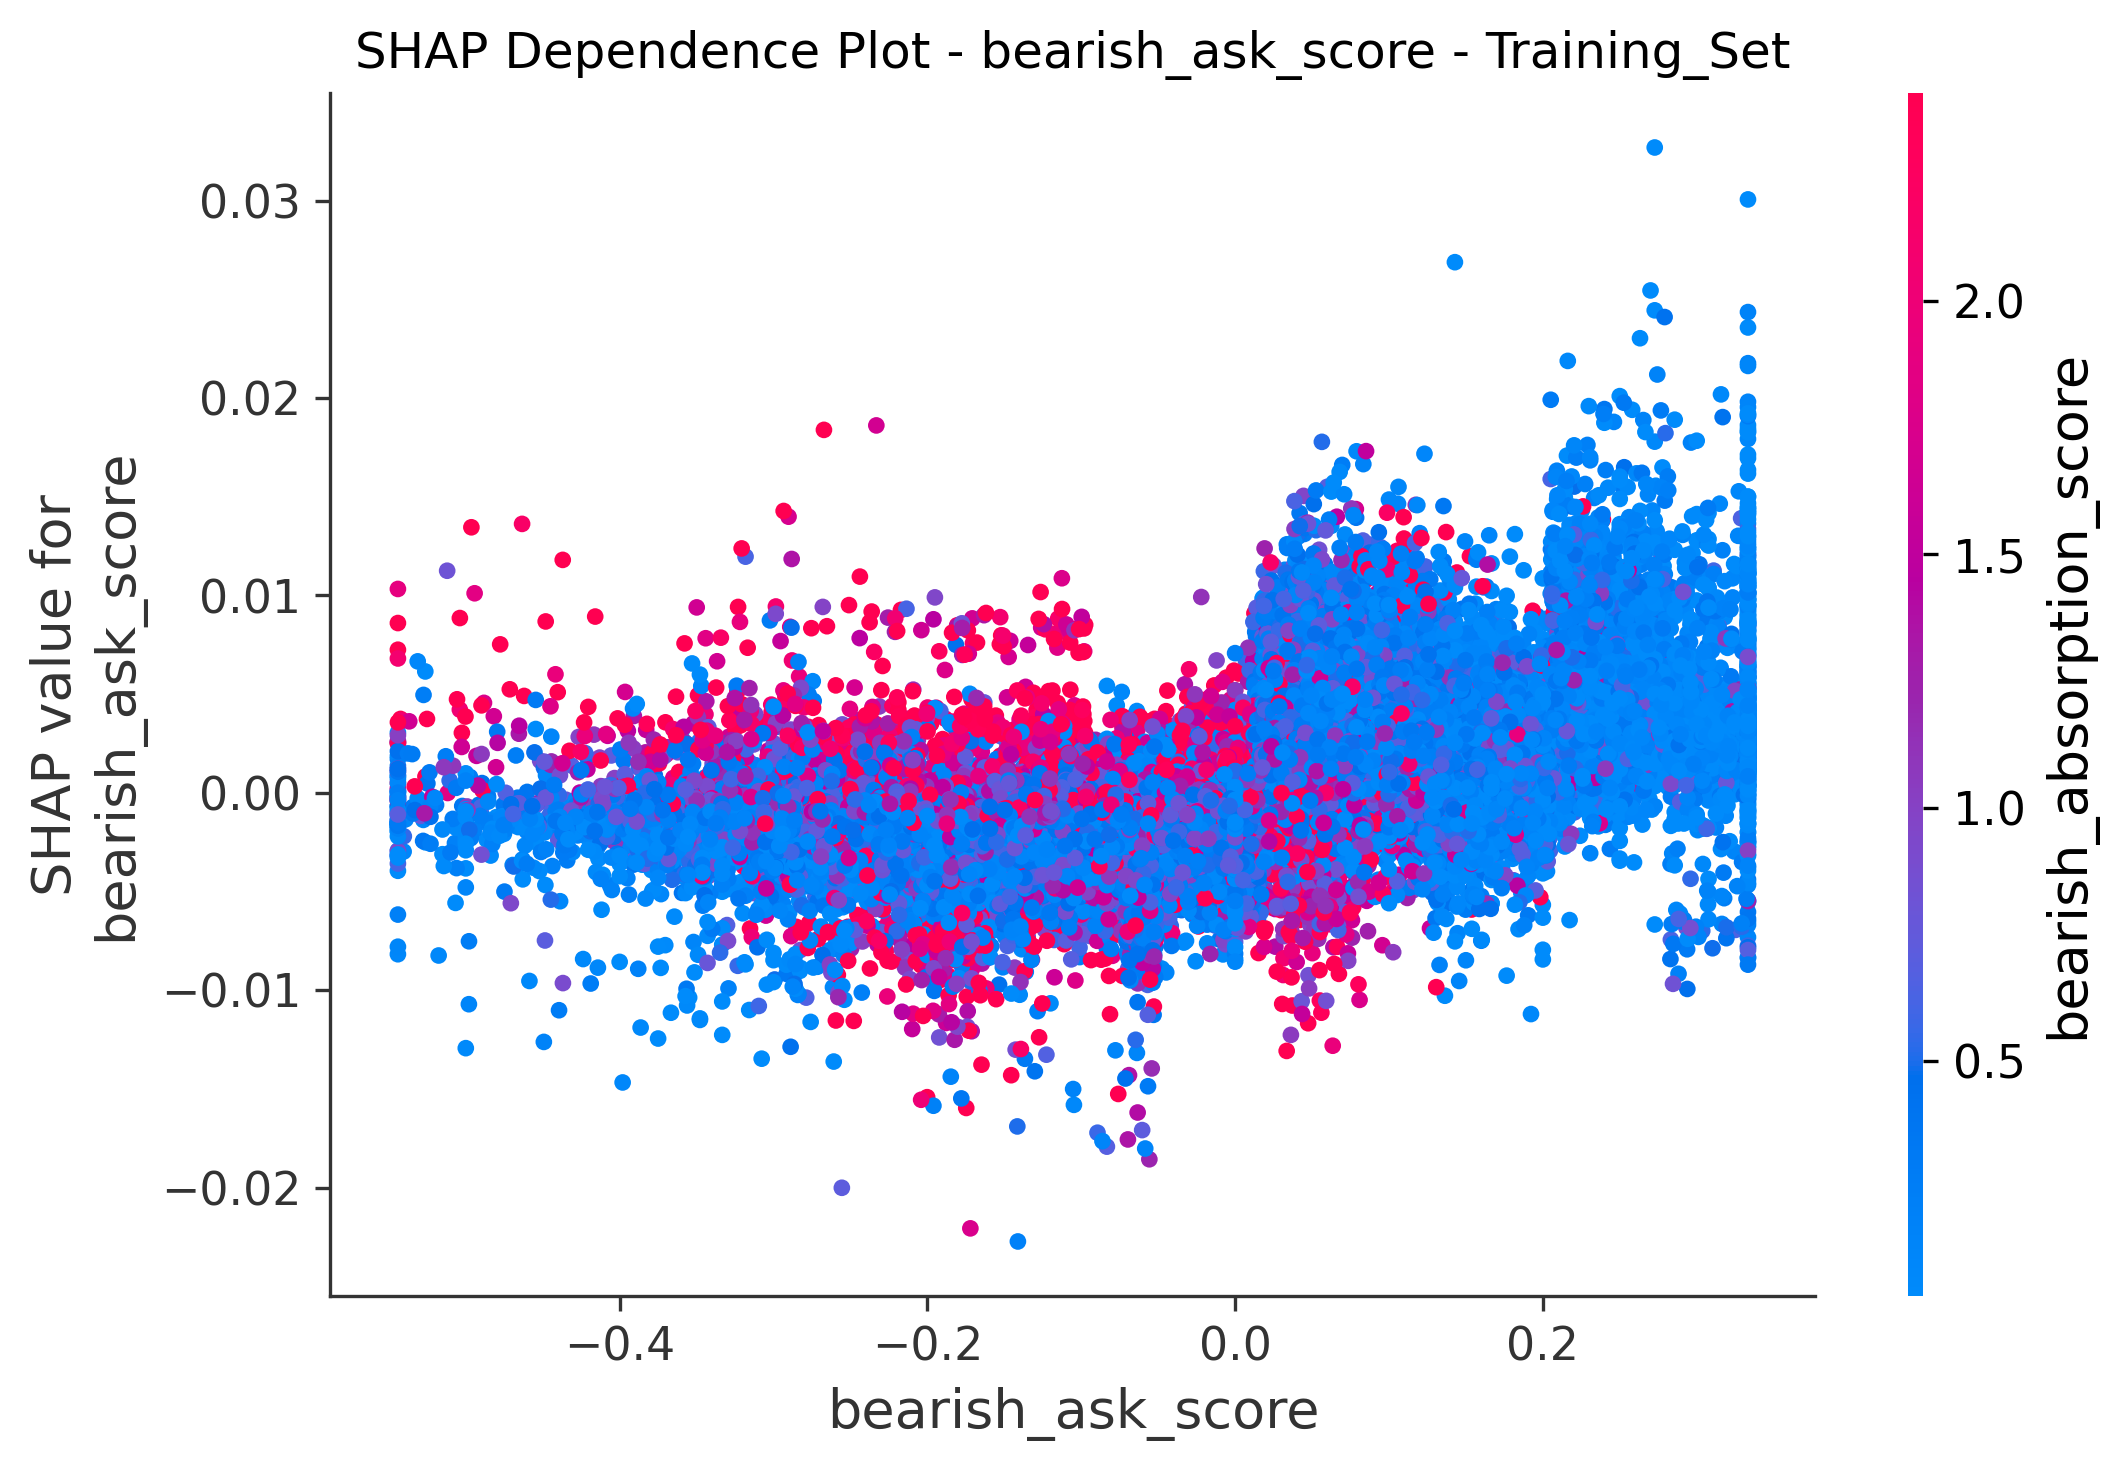 SHAP Dependence Plot - bearish_ask_score - Training_Set
SHAP value for
bearish_ask_score
0.03
0.02
0.01
0.00
−0.01
−0.02
−0.4
−0.2
0.0
0.2
bearish_ask_score
2.0
1.5
1.0
0.5
bearish_absorption_score